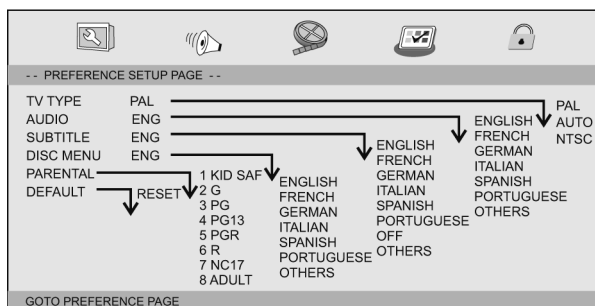 -- PREFERENCE SETUP PAGE --
TV TYPE PAL
AUDIO ENG
SUBTITLE ENG
DISC MENU ENG
PARENTAL
DEFAULT
RESET
1 KID SAF
2 G
3 PG
4 PG13
5 PGR
6 R
7 NC17
8 ADULT
ENGLISH
FRENCH
GERMAN
ITALIAN
SPANISH
PORTUGUESE
OTHERS
ENGLISH
FRENCH
GERMAN
ITALIAN
SPANISH
PORTUGUESE
OFF
OTHERS
ENGLISH
FRENCH
GERMAN
ITALIAN
SPANISH
PORTUGUESE
OTHERS
PAL
AUTO
NTSC
GOTO PREFERENCE PAGE